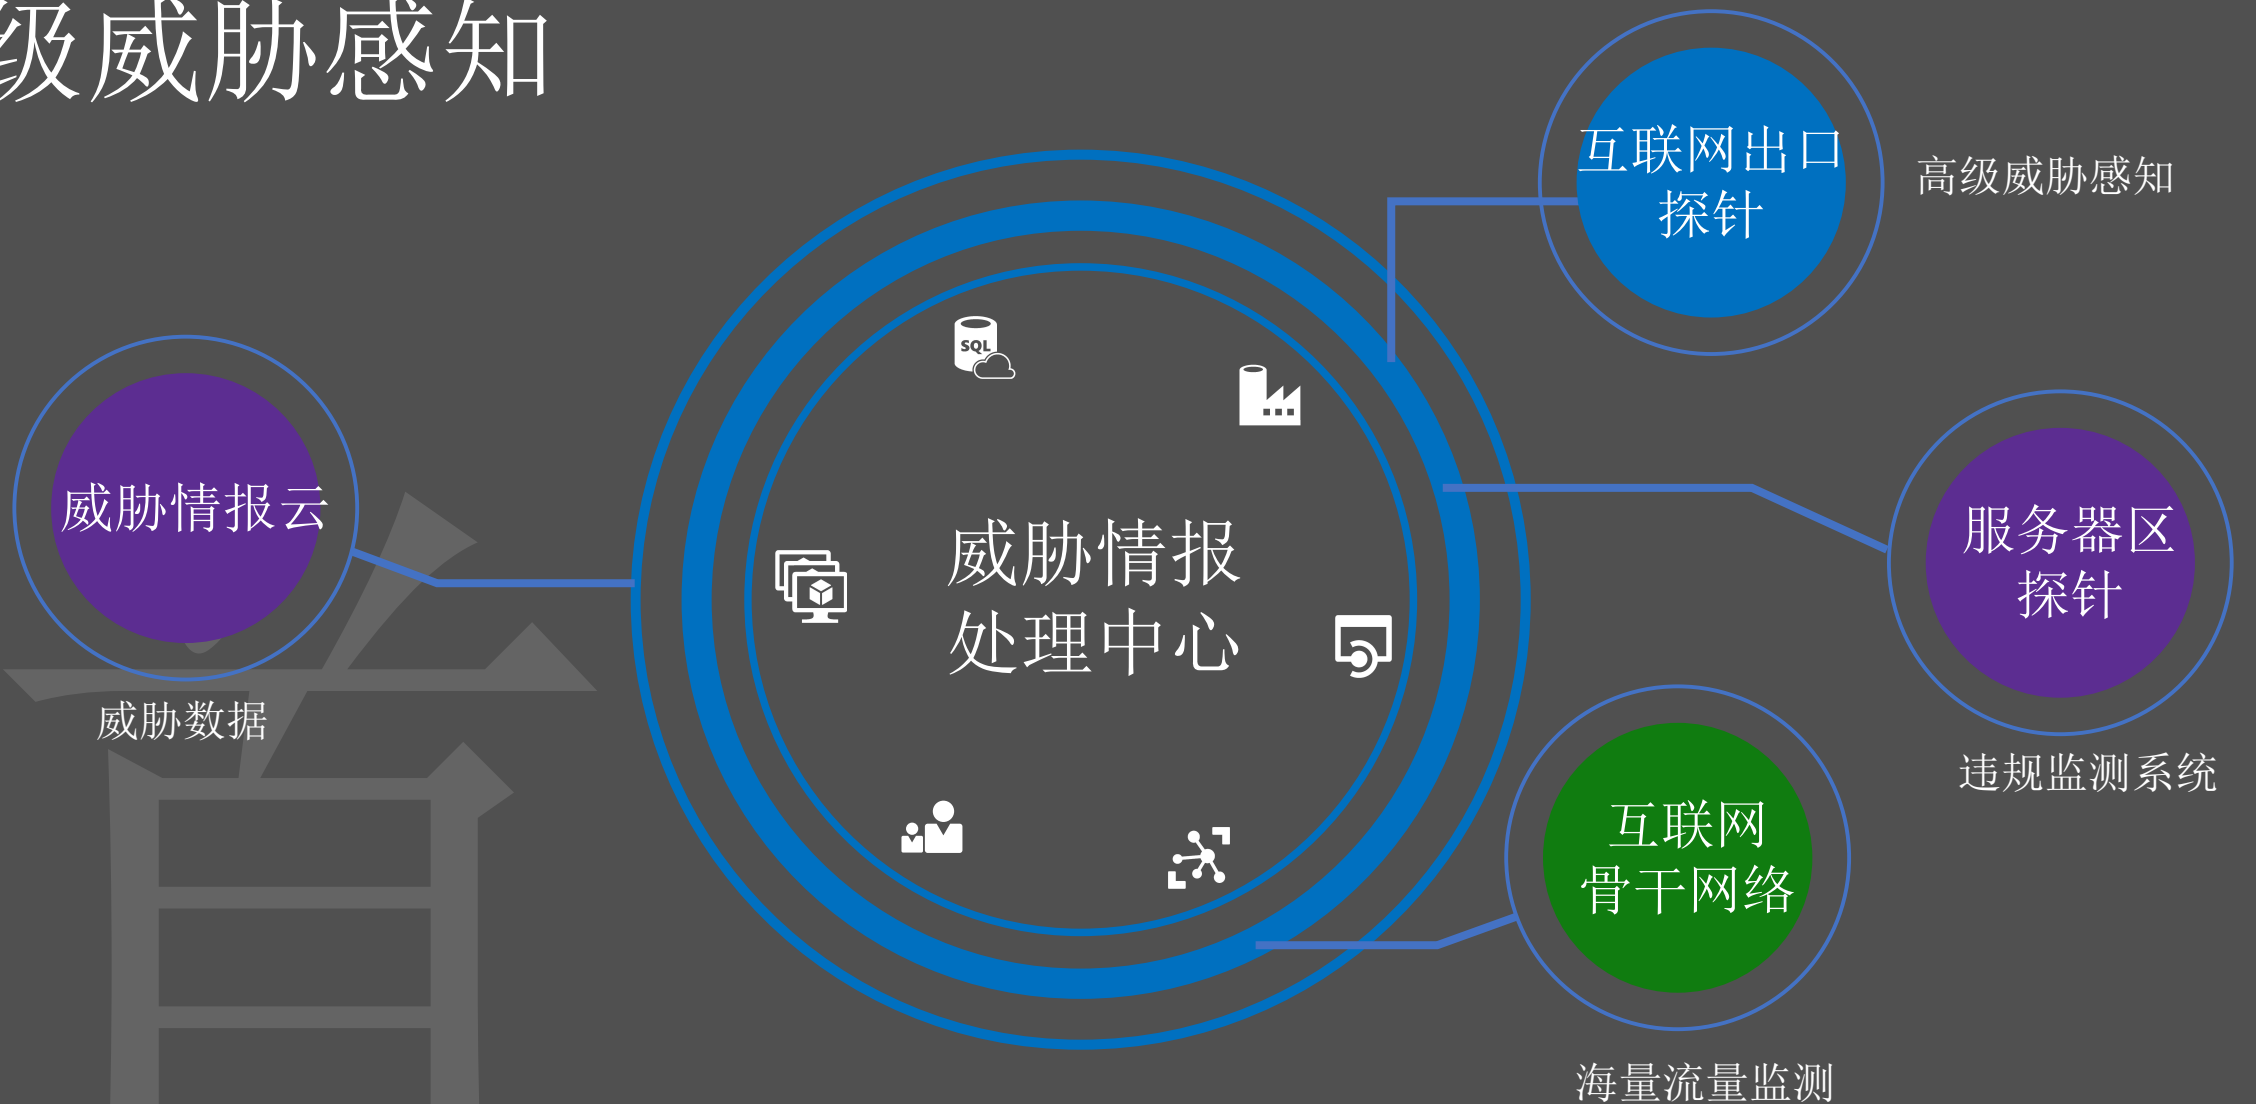 级威胁感知
互联网出口
探针
高级威胁感知
SQL
威胁情报云
威胁数据
威胁情报
处理中心
服务器区
探针
违规监测系统
互联网
骨干网络
海量流量监测